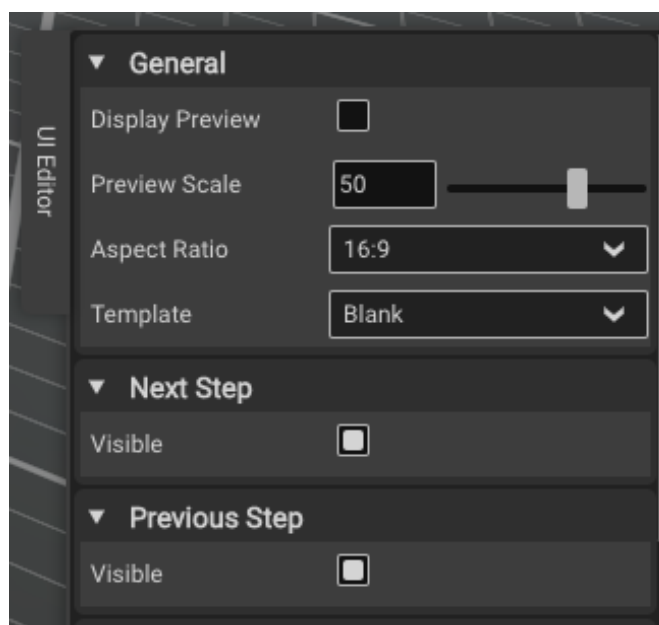 UI Editor
General
Display Preview
Preview Scale 50
Aspect Ratio 16:9
Template Blank
Next Step
Visible
Previous Step
Visible